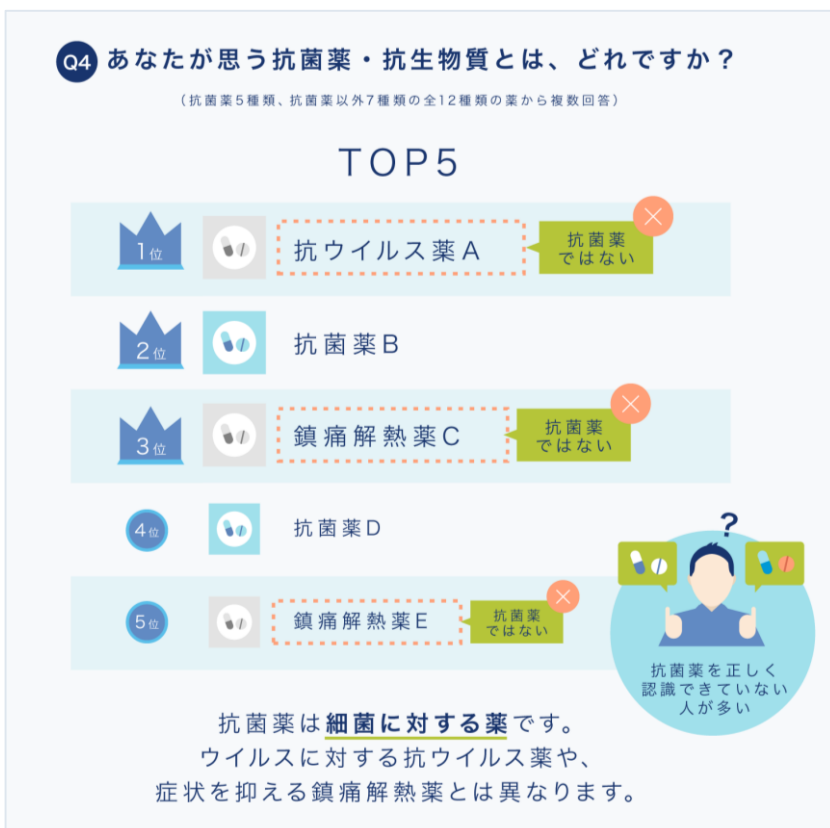 Q4 あなたが思う抗菌薬・抗生物質とは、どれですか？
（抗菌薬5種類、抗菌薬以外7種類の全12種類の薬から複数回答）
TOP5
1位 抗ウイルス薬A
抗菌薬
ではない
2位 抗菌薬B
3位 鎮痛解熱薬C
抗菌薬
ではない
4位 抗菌薬D
5位 鎮痛解熱薬E
抗菌薬
ではない
?
抗菌薬を正しく
認識できていない
人が多い
抗菌薬は細菌に対する薬です。
ウイルスに対する抗ウイルス薬や、
症状を抑える鎮痛解熱薬とは異なります。